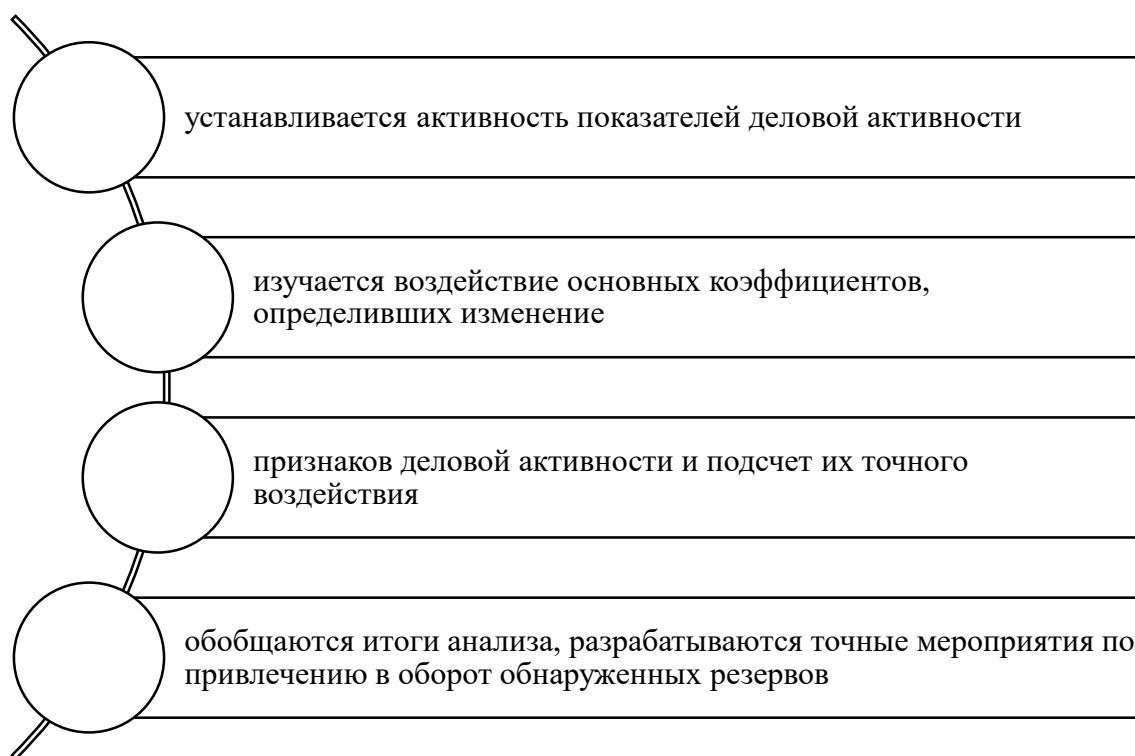 устанавливается активность показателей деловой активности
изучается воздействие основных коэффициентов,
определивших изменение
признаков деловой активности и подсчет их точного
воздействия
обобщаются итоги анализа, разрабатываются точные мероприятия по
привлечению в оборот обнаруженных резервов